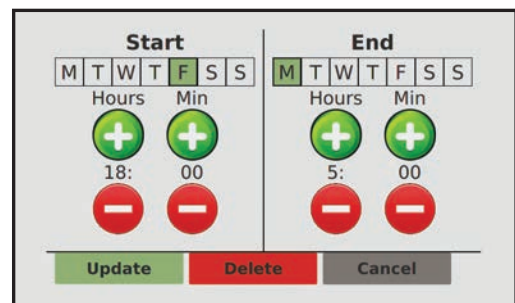 Start End
M T W T F S S M T W T F S S
Hours Min Hours Min
18: 00 5: 00
Update Delete Cancel